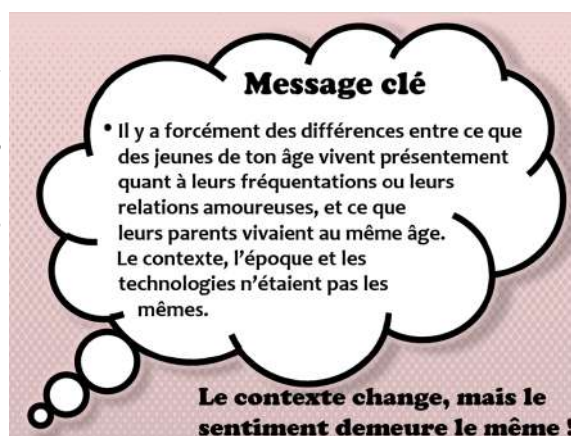 Message clé
• Il y a forcément des différences entre ce que
des jeunes de ton âge vivent présentement
quant à leurs fréquentations ou leurs
relations amoureuses, et ce que
leurs parents vivaient au même âge.
Le contexte, l'époque et les
technologies n'étaient pas les
mêmes.
Le contexte change, mais le
sentiment demeure le même !